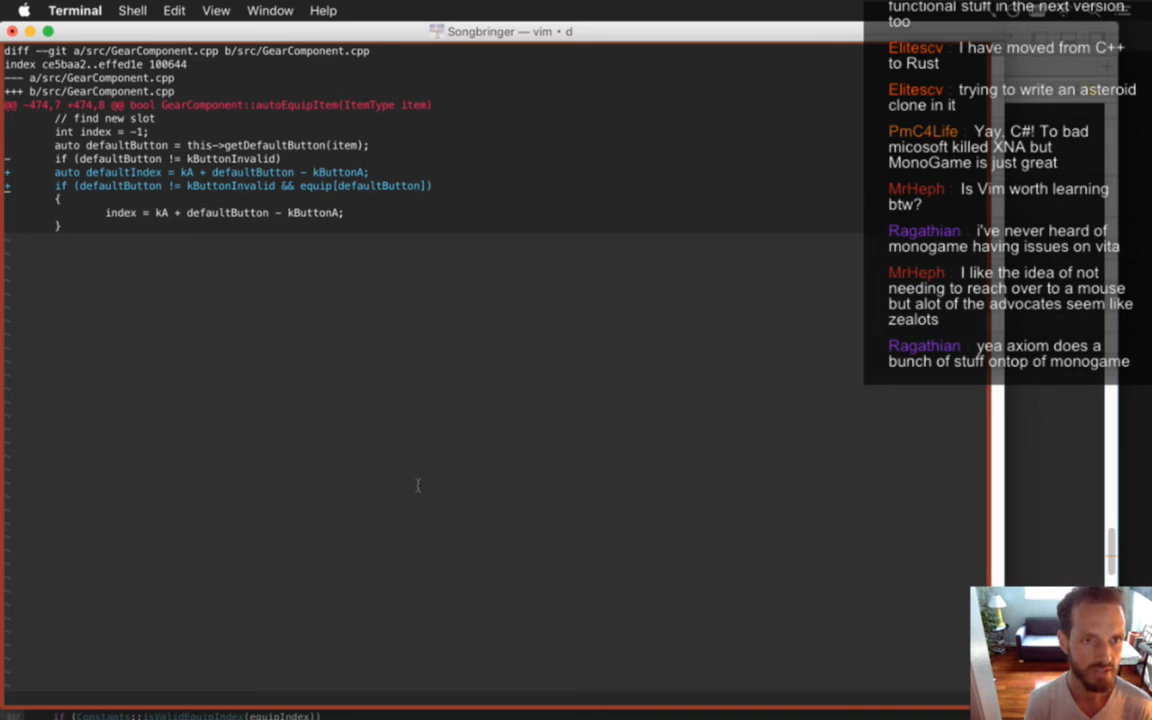 Terminal Shell Edit View Window Help
Songbringer — vim • d
diff --git a/src/GearComponent.cpp b/src/GearComponent.cpp
index ce5baa2..effed1e 100644
--- a/src/GearComponent.cpp
+++ b/src/GearComponent.cpp
@@ -474,7 +474,8 @@ bool GearComponent::autoEquipItem(ItemType item)
// find new slot
int index = -1;
auto defaultButton = this->getDefaultButton(item);
- if (defaultButton != kButtonInvalid)
+ auto defaultIndex = kA + defaultButton - kButtonA;
+ if (defaultButton != kButtonInvalid && equip[defaultButton])
{
index = kA + defaultButton - kButtonA;
}
if (Constants::isValidEquipIndex(equipIndex))
functional stuff in the next version
too
Elitescv : I have moved from C++
to Rust
Elitescv : trying to write an asteroid
clone in it
PmC4Life : Yay, C#! To bad
micosoft killed XNA but
MonoGame is just great
MrHeph : Is Vim worth learning
btw?
Ragathian : i've never heard of
monogame having issues on vita
MrHeph : I like the idea of not
needing to reach over to a mouse
but alot of the advocates seem like
zealots
Ragathian : yea axiom does a
bunch of stuff ontop of monogame